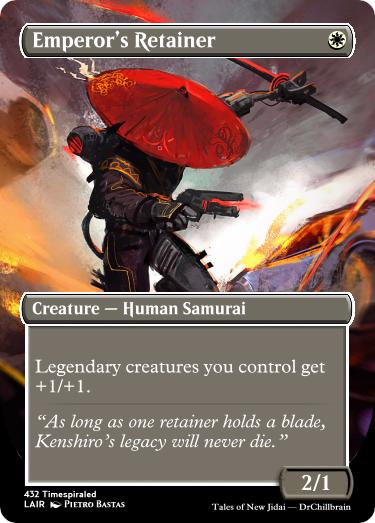 Emperor's Retainer
Creature — Human Samurai
Legendary creatures you control get
+1/+1.
“As long as one retainer holds a blade,
Kenshiro's legacy will never die.”
2/1
432 Timespiraled
LAIR PIETRO BASTAS
Tales of New Jidai — DrChillbrain